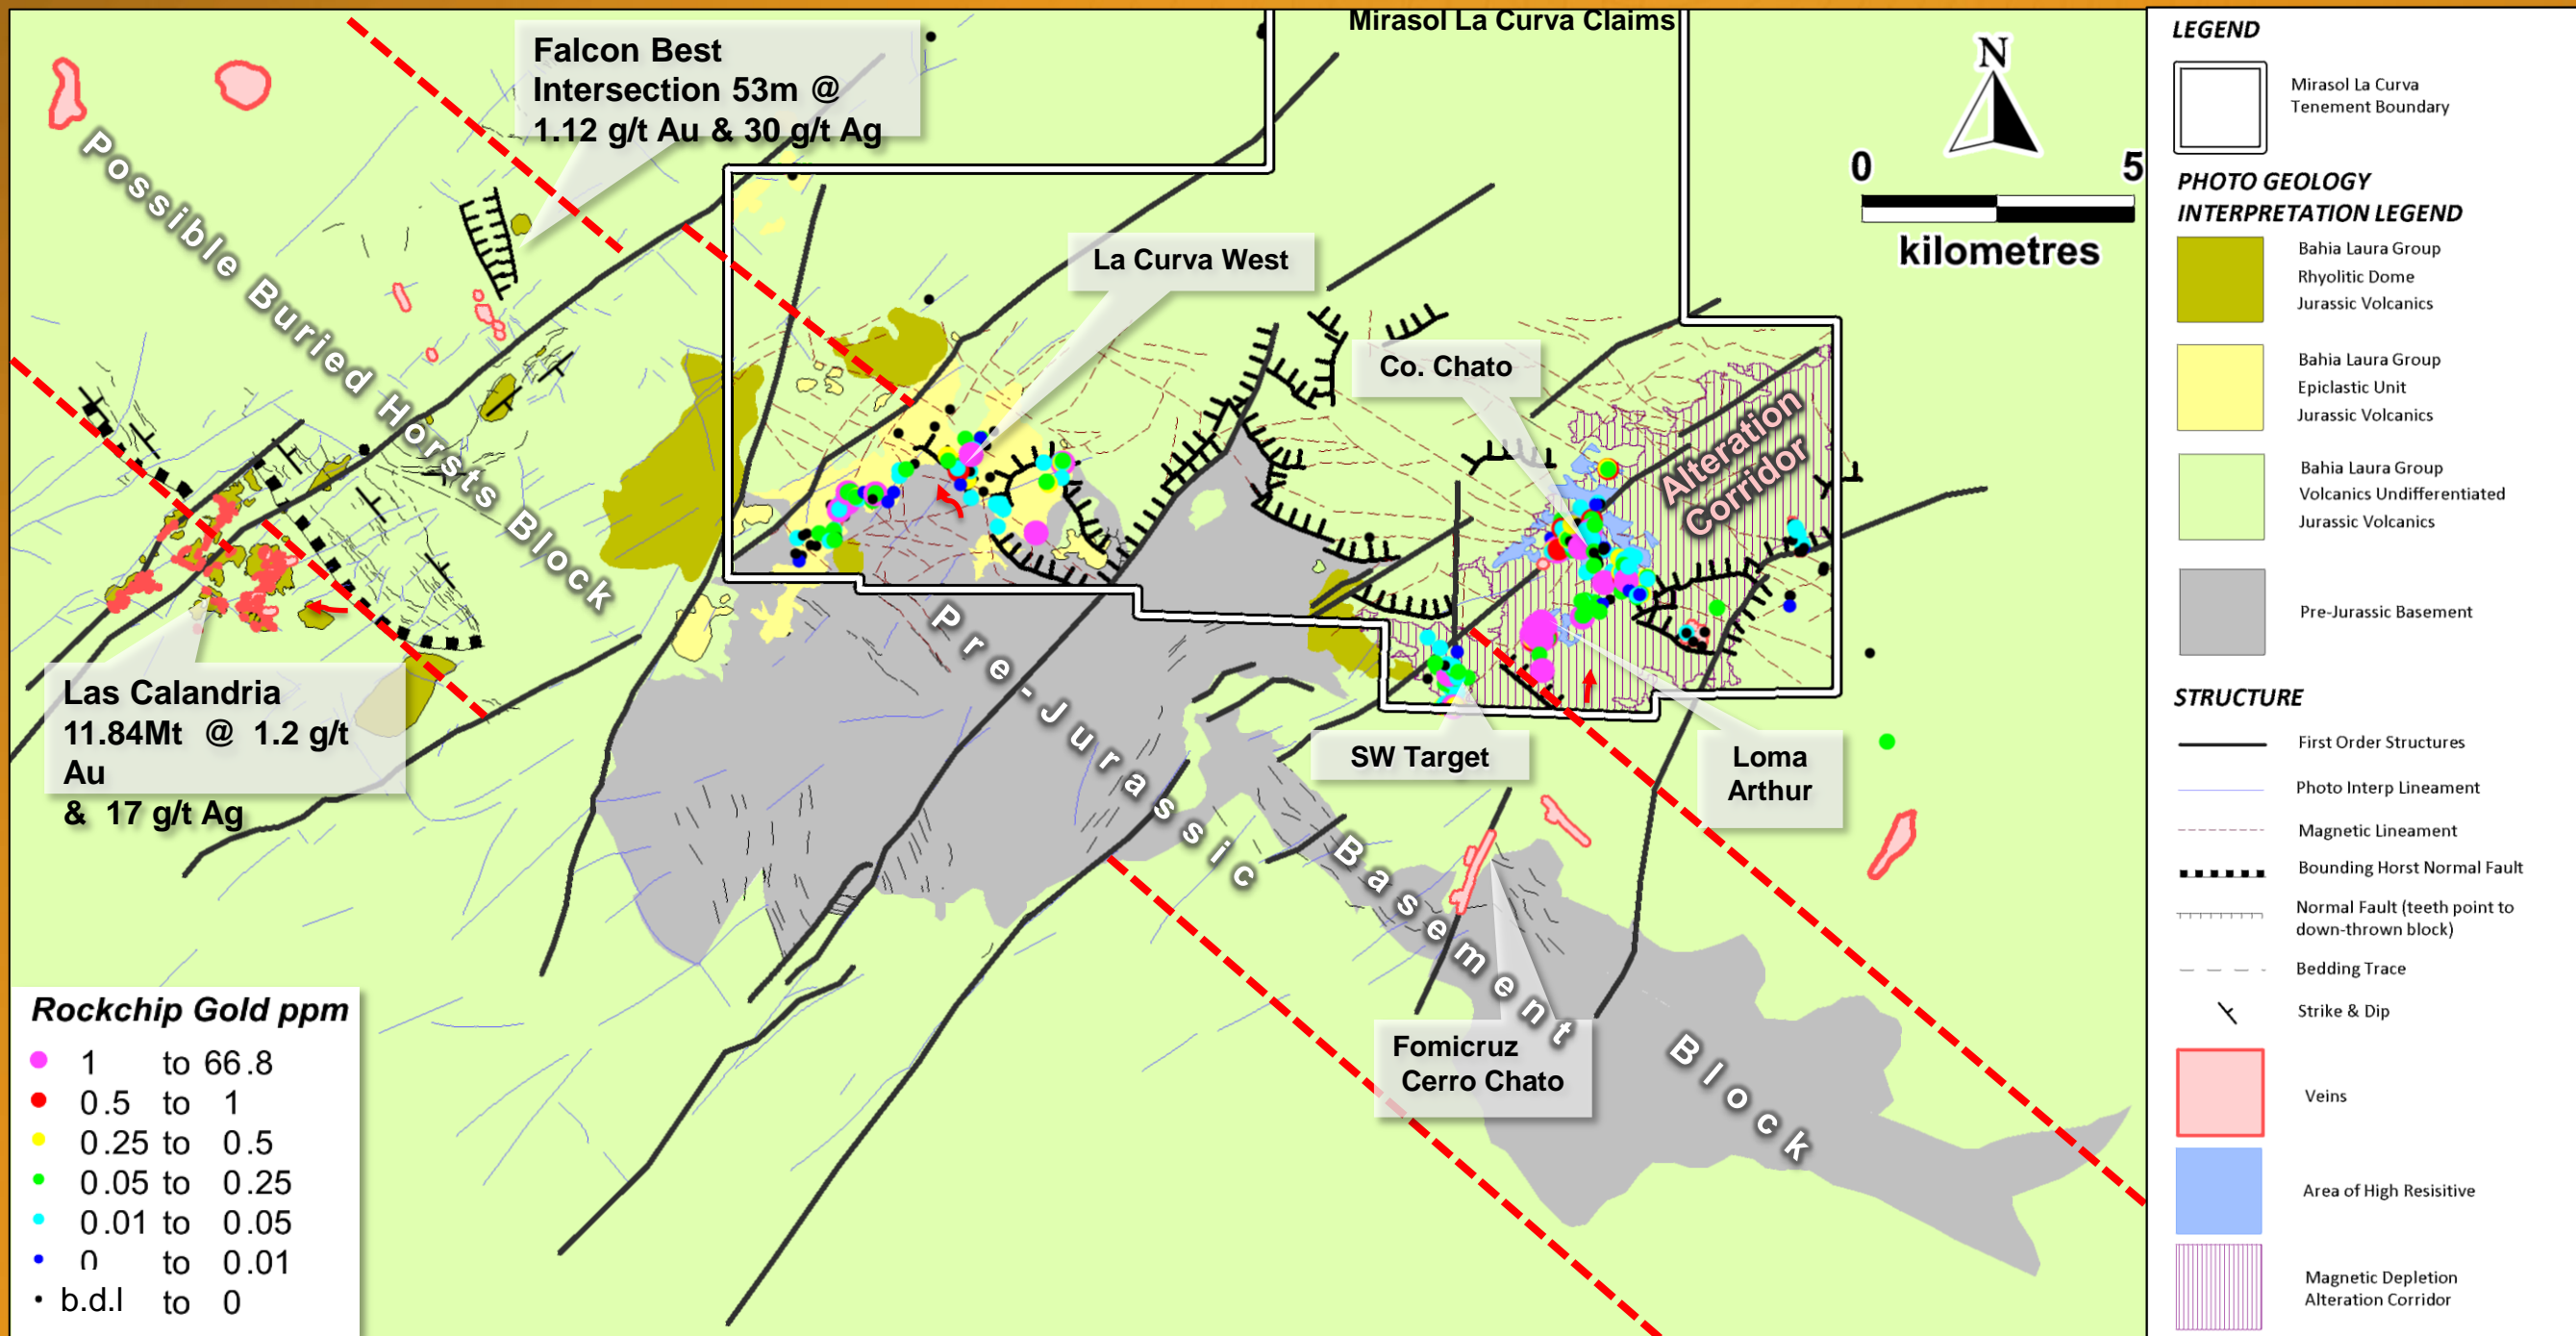 Mirasol La Curva Claims
Falcon Best
Intersection 53m @
1.12 g/t Au & 30 g/t Ag
N
0 5
kilometres
Possible Buried Horsts Block
La Curva West
Co. Chato
Alteration
Corridor
Las Calandria
11.84Mt @ 1.2 g/t
Au
& 17 g/t Ag
Pre-Jurassic Basement Block
SW Target
Loma
Arthur
Fomicruz
Cerro Chato
Rockchip Gold ppm
1 to 66.8
0.5 to 1
0.25 to 0.5
0.05 to 0.25
0.01 to 0.05
0 to 0.01
b.d.l to 0
LEGEND
Mirasol La Curva
Tenement Boundary
PHOTO GEOLOGY
INTERPRETATION LEGEND
Bahia Laura Group
Rhyolitic Dome
Jurassic Volcanics
Bahia Laura Group
Epiclastic Unit
Jurassic Volcanics
Bahia Laura Group
Volcanics Undifferentiated
Jurassic Volcanics
Pre-Jurassic Basement
STRUCTURE
First Order Structures
Photo Interp Lineament
Magnetic Lineament
Bounding Horst Normal Fault
Normal Fault (teeth point to
down-thrown block)
Bedding Trace
Strike & Dip
Veins
Area of High Resisitive
Magnetic Depletion
Alteration Corridor